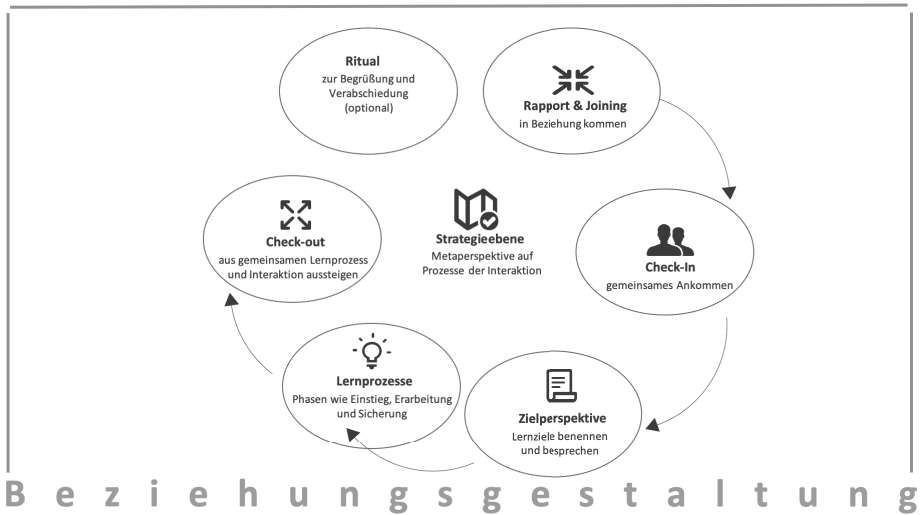 Ritual
zur Begrüßung und
Verabschiedung
(optional)
Rapport & Joining
in Beziehung kommen
Check-In
gemeinsames Ankommen
Zielperspektive
Lernziele benennen
und besprechen
Lernprozesse
Phasen wie Einstieg, Erarbeitung
und Sicherung
Check-out
aus gemeinsamen Lernprozess
und Interaktion aussteigen
Strategieebene
Metaperspektive auf
Prozesse der Interaktion
Beziehungsgestaltung